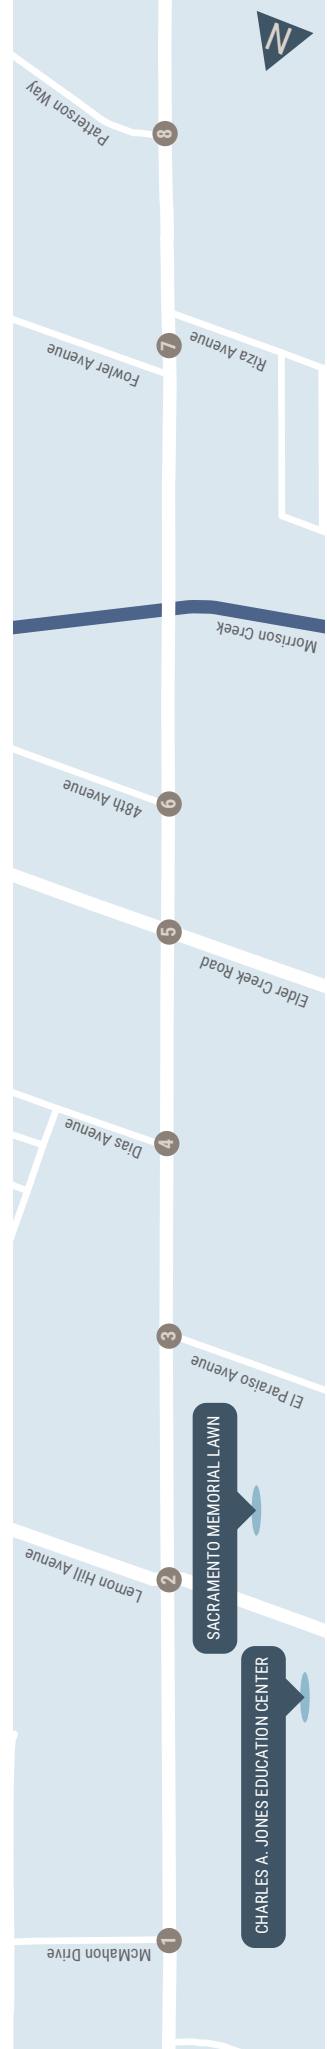 N
Patterson Way
8
Riza Avenue
7
Fowler Avenue
Morrison Creek
48th Avenue
6
5
Elder Creek Road
Dias Avenue
4
3
El Paraiso Avenue
SACRAMENTO MEMORIAL LAWN
Lemon Hill Avenue
2
CHARLES A. JONES EDUCATION CENTER
McMahon Drive
1